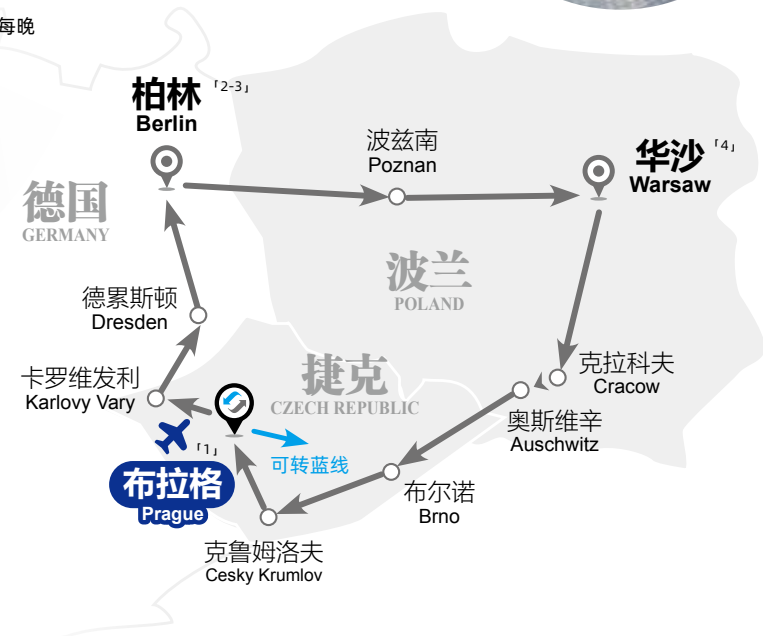 每晚
柏林「2-3」
Berlin
波兹南
Poznan
华沙「4」
Warsaw
德国
GERMANY
波兰
POLAND
德累斯顿
Dresden
捷克
CZECH REPUBLIC
卡罗维发利
Karlovy Vary
克拉科夫
Cracow
奥斯维辛
Auschwitz
「1」
可转蓝线
布拉格
Prague
布尔诺
Brno
克鲁姆洛夫
Cesky Krumlov